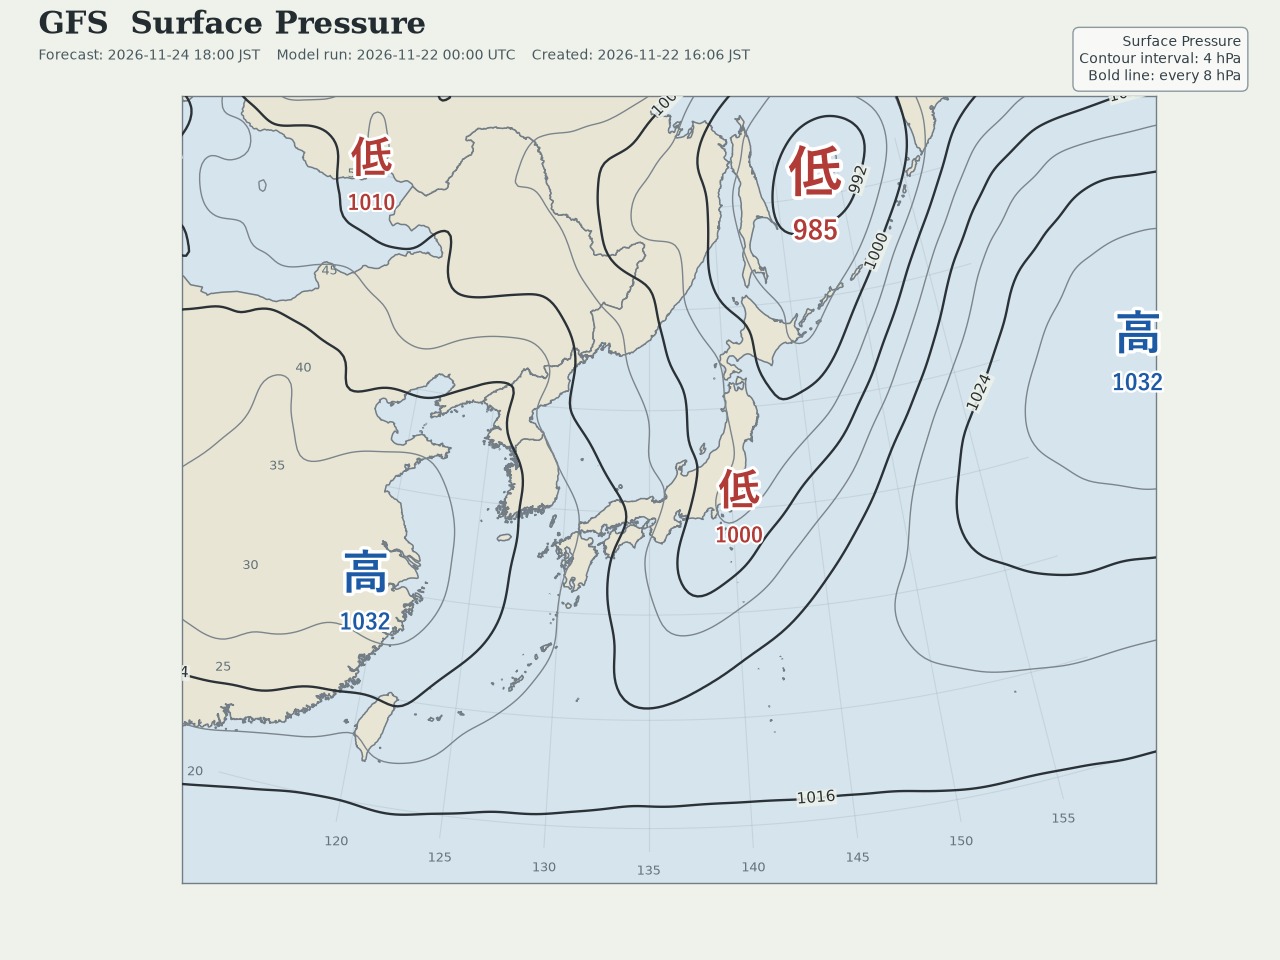 GFS  Surface Pressure
Forecast: 2026-11-24 18:00 JST    Model run: 2026-11-22 00:00 UTC    Created: 2026-11-22 16:06 JST
Surface Pressure
Contour interval: 4 hPa
Bold line: every 8 hPa
低
1010
低
985
992
1000
45
高
1032
40
1024
35
低
1000
30
高
1032
25
20
1016
120
125
130
135
140
145
150
155